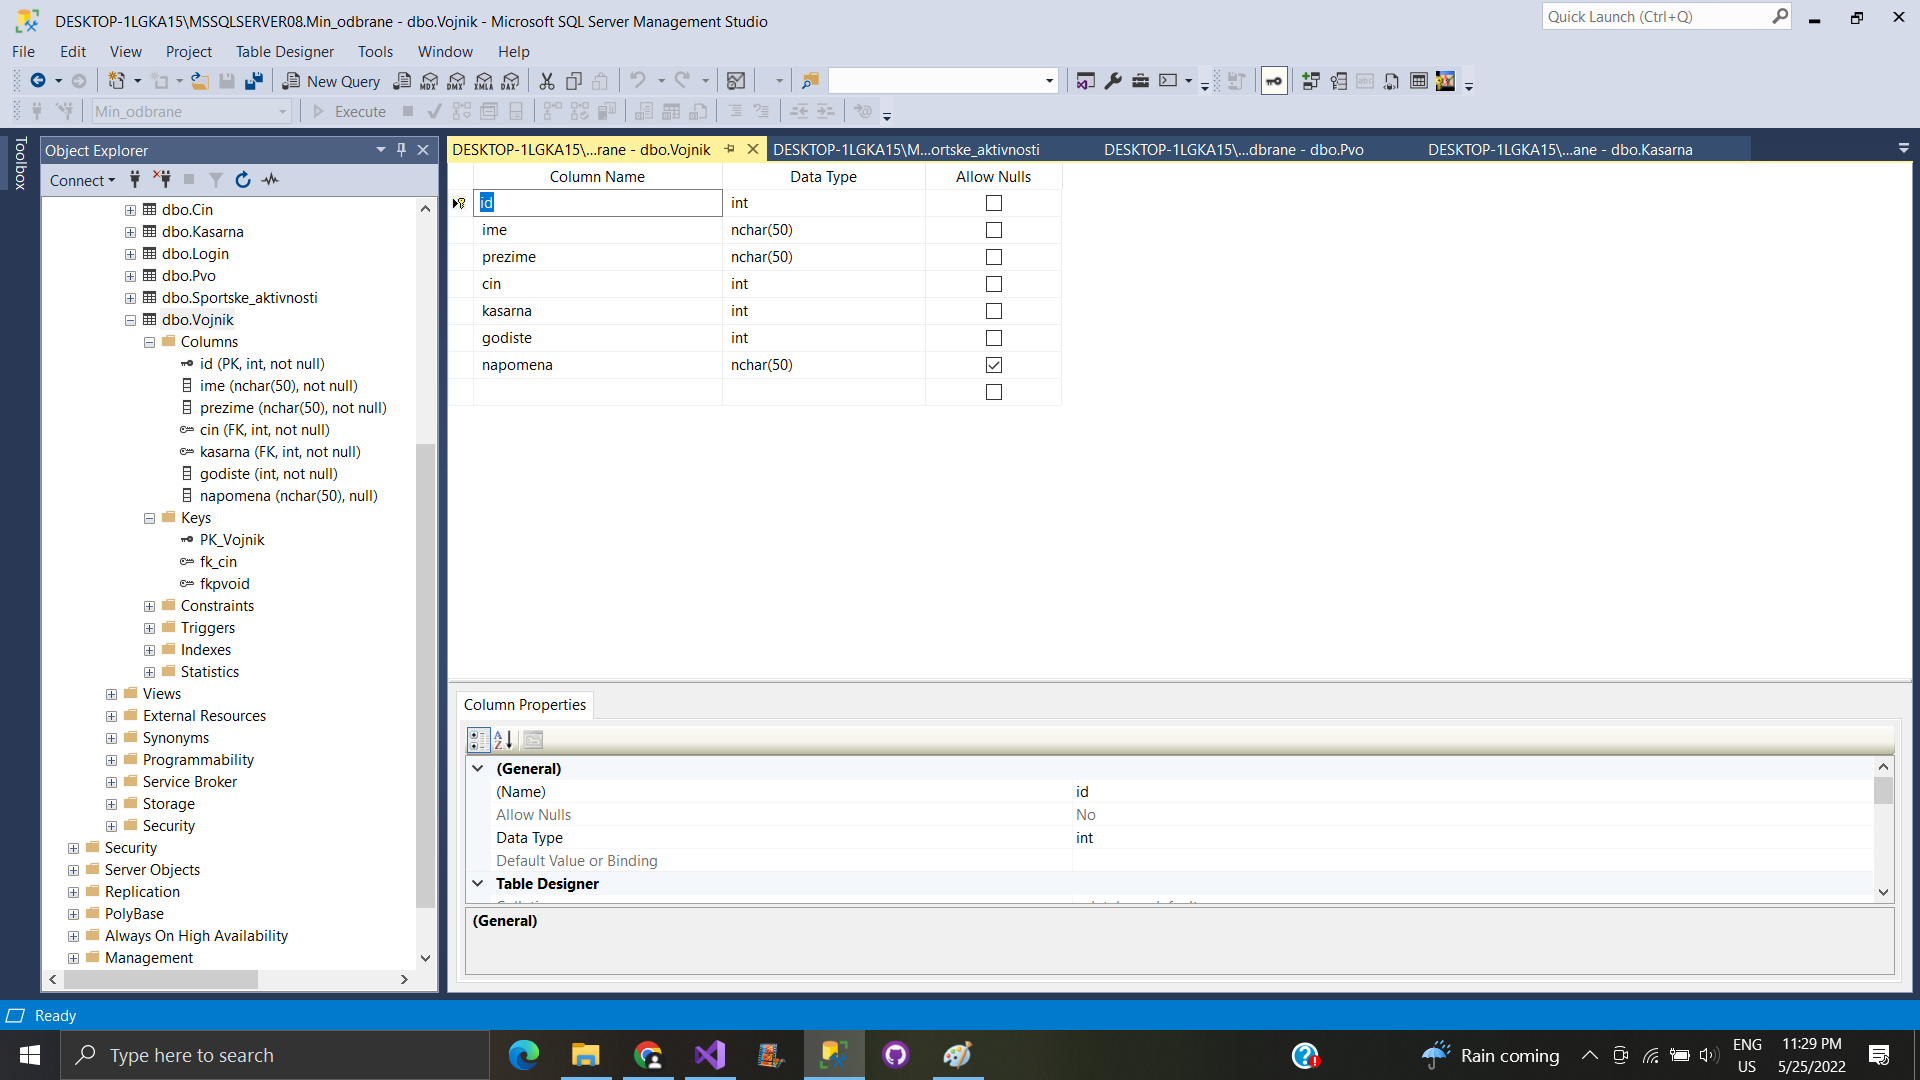 DESKTOP-1LGKA15\MSSQLSERVER08.Min_odbrane - dbo.Vojnik - Microsoft SQL Server Management Studio
Quick Launch (Ctrl+Q)
File Edit View Project Table Designer Tools Window Help
New Query MDX DMX XMLA DAX
Min_odbrane Execute
Toolbox
Object Explorer
Connect
dbo.Cin
dbo.Kasarna
dbo.Login
dbo.Pvo
dbo.Sportske_aktivnosti
dbo.Vojnik
Columns
id (PK, int, not null)
ime (nchar(50), not null)
prezime (nchar(50), not null)
cin (FK, int, not null)
kasarna (FK, int, not null)
godiste (int, not null)
napomena (nchar(50), null)
Keys
PK_Vojnik
fk_cin
fkpvoid
Constraints
Triggers
Indexes
Statistics
Views
External Resources
Synonyms
Programmability
Service Broker
Storage
Security
Security
Server Objects
Replication
PolyBase
Always On High Availability
Management
DESKTOP-1LGKA15\...rane - dbo.Vojnik DESKTOP-1LGKA15\M...ortske_aktivnosti DESKTOP-1LGKA15\...dbrane - dbo.Pvo DESKTOP-1LGKA15\...ane - dbo.Kasarna
Column Name Data Type Allow Nulls
id int
ime nchar(50)
prezime nchar(50)
cin int
kasarna int
godiste int
napomena nchar(50)
Column Properties
(General)
(Name) id
Allow Nulls No
Data Type int
Default Value or Binding
Table Designer
(General)
Ready
Type here to search
Rain coming
ENG
US
11:29 PM
5/25/2022